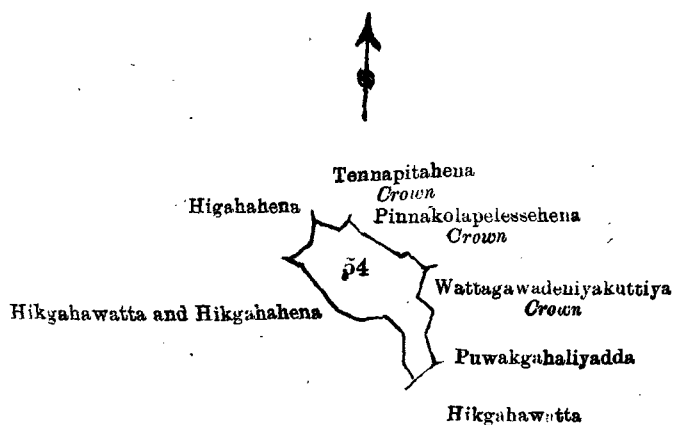 Tennapitahena
Crown
Higahahena
Pinnakolapelessehena
Crown
54
Wattagawadeniyakuttiya
Crown
Hikgahawatta and Hikgahahena
Puwakgahaliyadda
Hikgahawatta